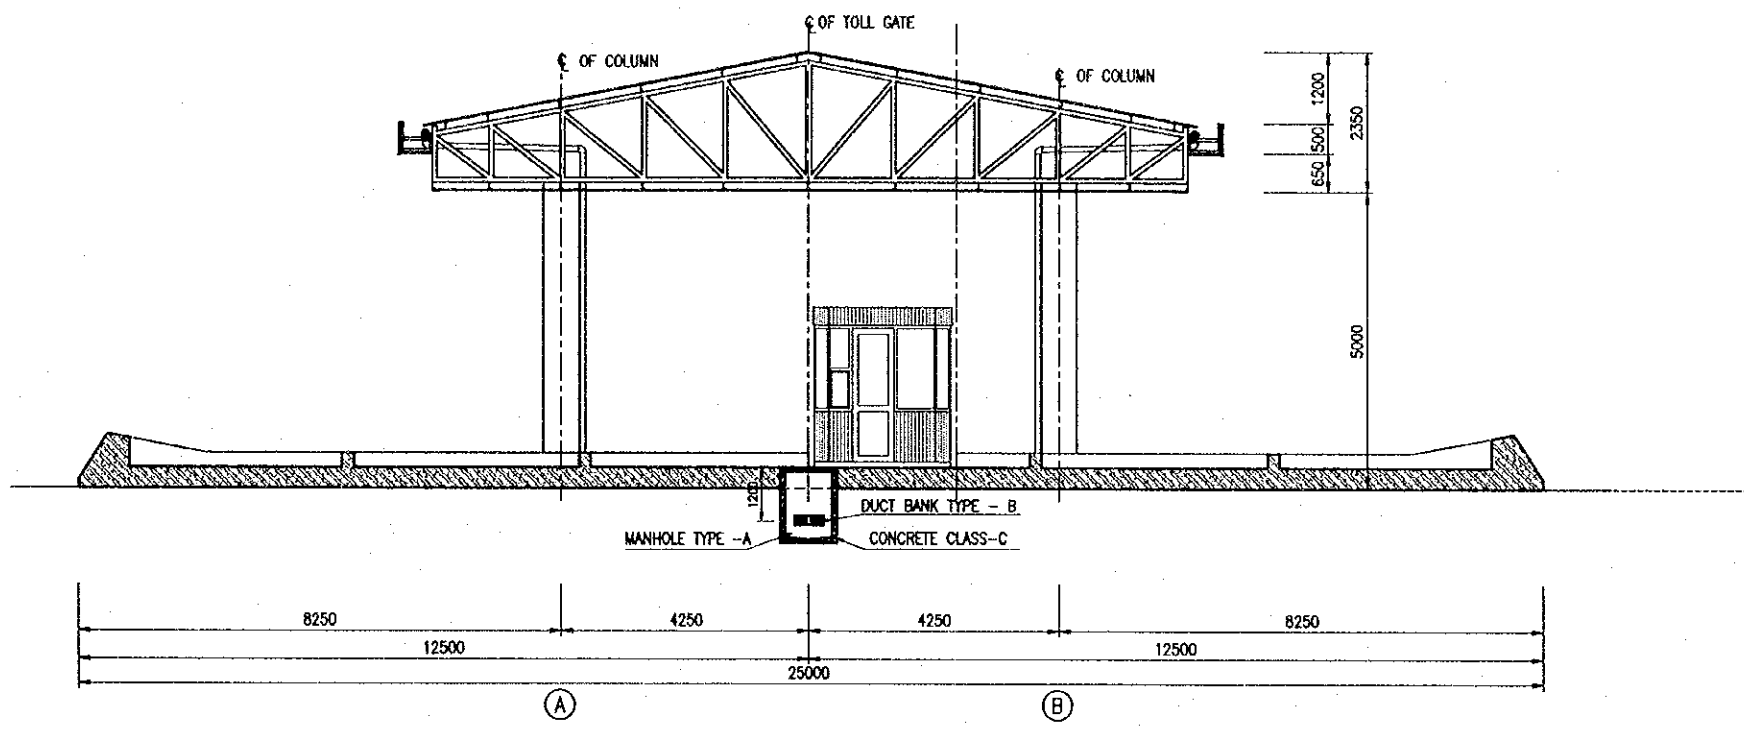 ℄ OF TOLL GATE
℄ OF COLUMN
℄ OF COLUMN
1200
500
650
2350
5000
1200
DUCT BANK TYPE - B
MANHOLE TYPE -A
CONCRETE CLASS-C
8250
4250
4250
8250
12500
12500
25000
A
B